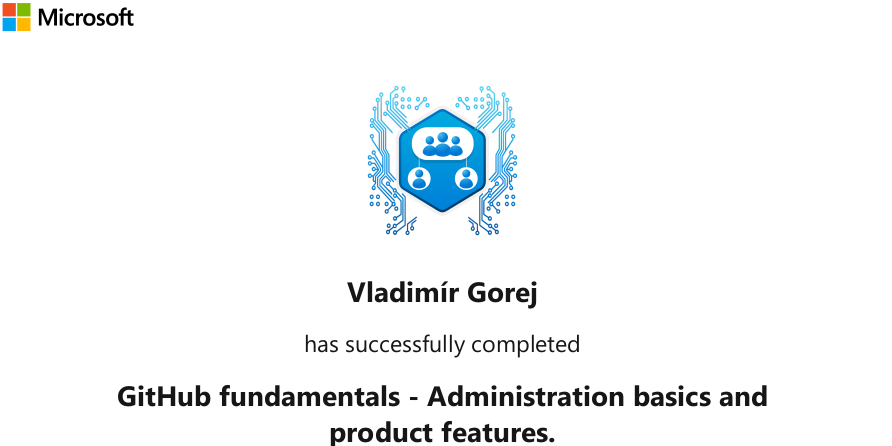 Microsoft
Vladimír Gorej
has successfully completed
GitHub fundamentals - Administration basics and
product features.